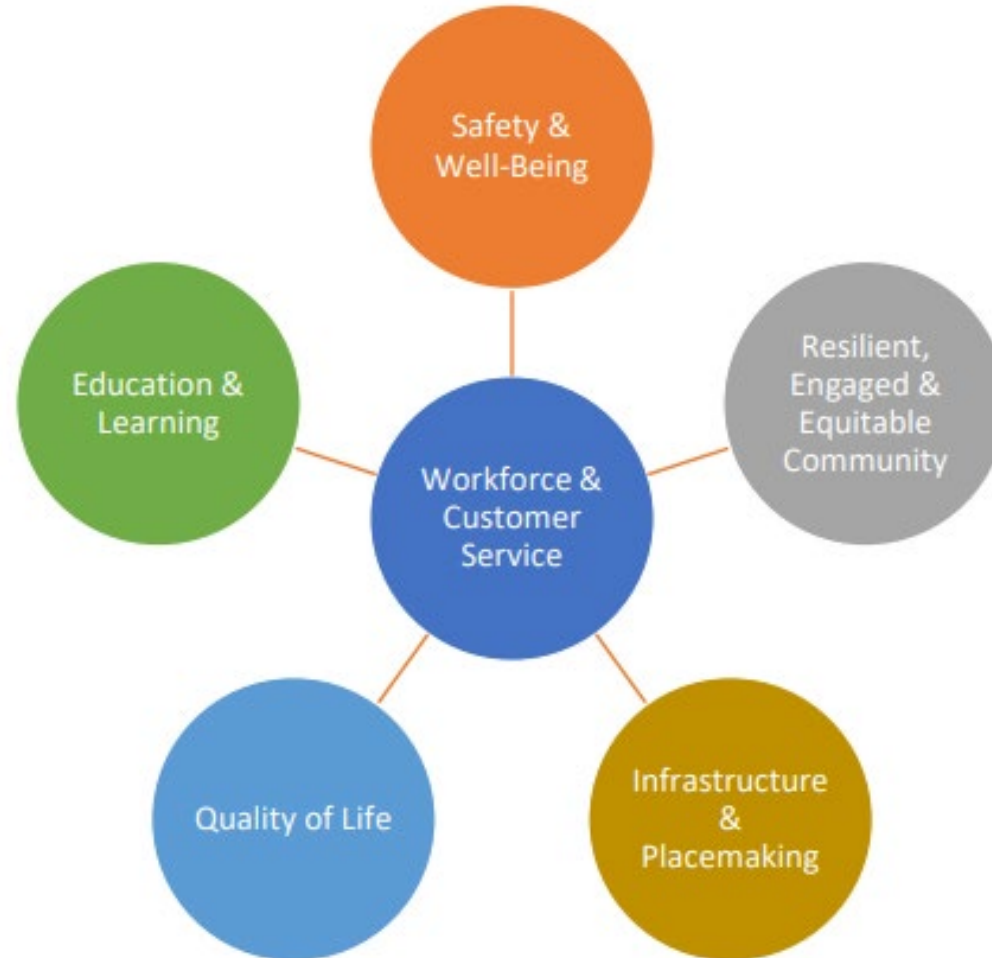 Safety &
Well-Being
Resilient,
Engaged &
Equitable
Community
Education &
Learning
Workforce &
Customer
Service
Quality of Life
Infrastructure
&
Placemaking